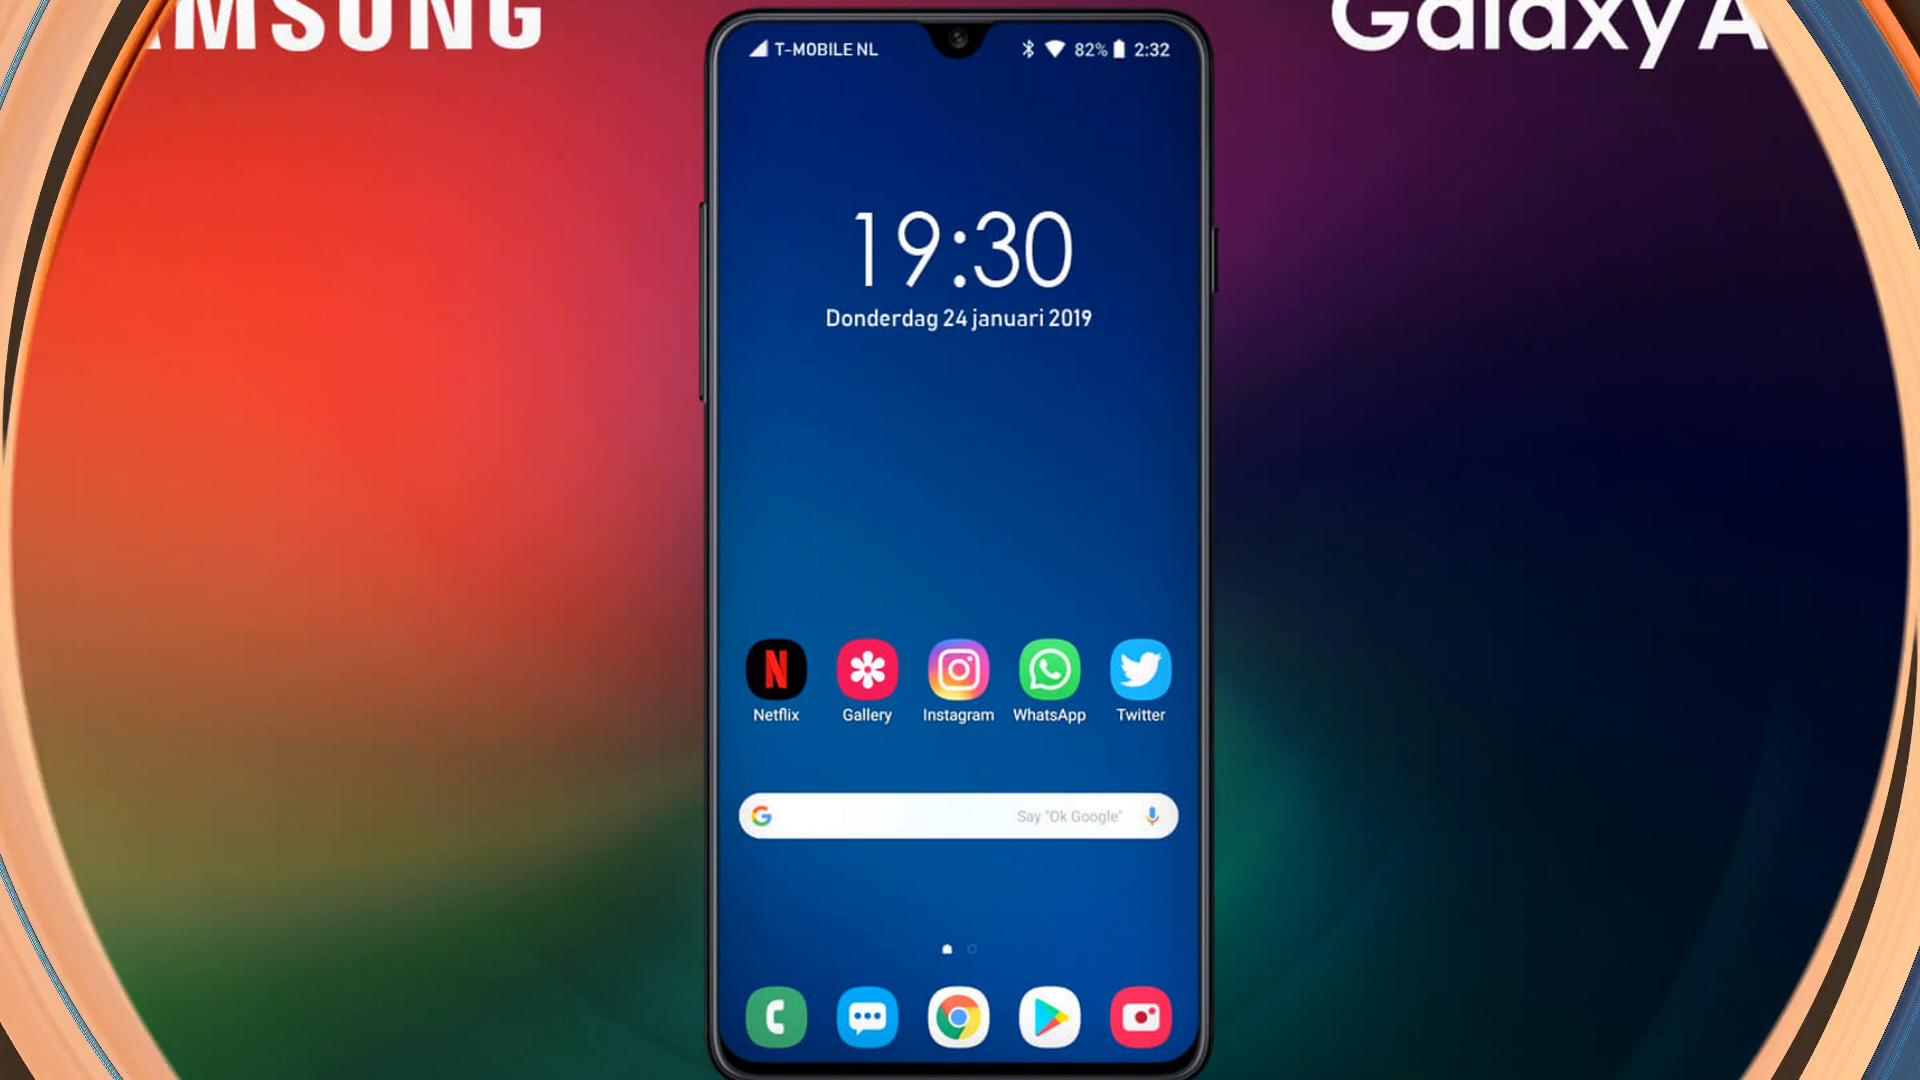 MSUNG
Galaxy A
T-MOBILE NL
82% 2:32
19:30
Donderdag 24 januari 2019
Netflix
Gallery
Instagram
WhatsApp
Twitter
Say "Ok Google"